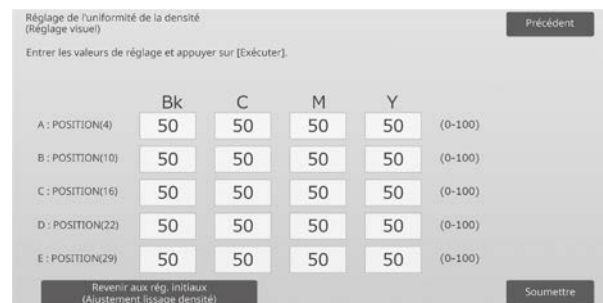 Réglage de l'uniformité de la densité
(Réglage visuel)
Précédent
Entrer les valeurs de réglage et appuyer sur [Exécuter].
Bk C M Y
A : POSITION(4) 50 50 50 50 (0-100)
B : POSITION(10) 50 50 50 50 (0-100)
C : POSITION(16) 50 50 50 50 (0-100)
D : POSITION(22) 50 50 50 50 (0-100)
E : POSITION(29) 50 50 50 50 (0-100)
Revenir aux rég. initiaux
(Ajustement lissage densité)
Soumettre